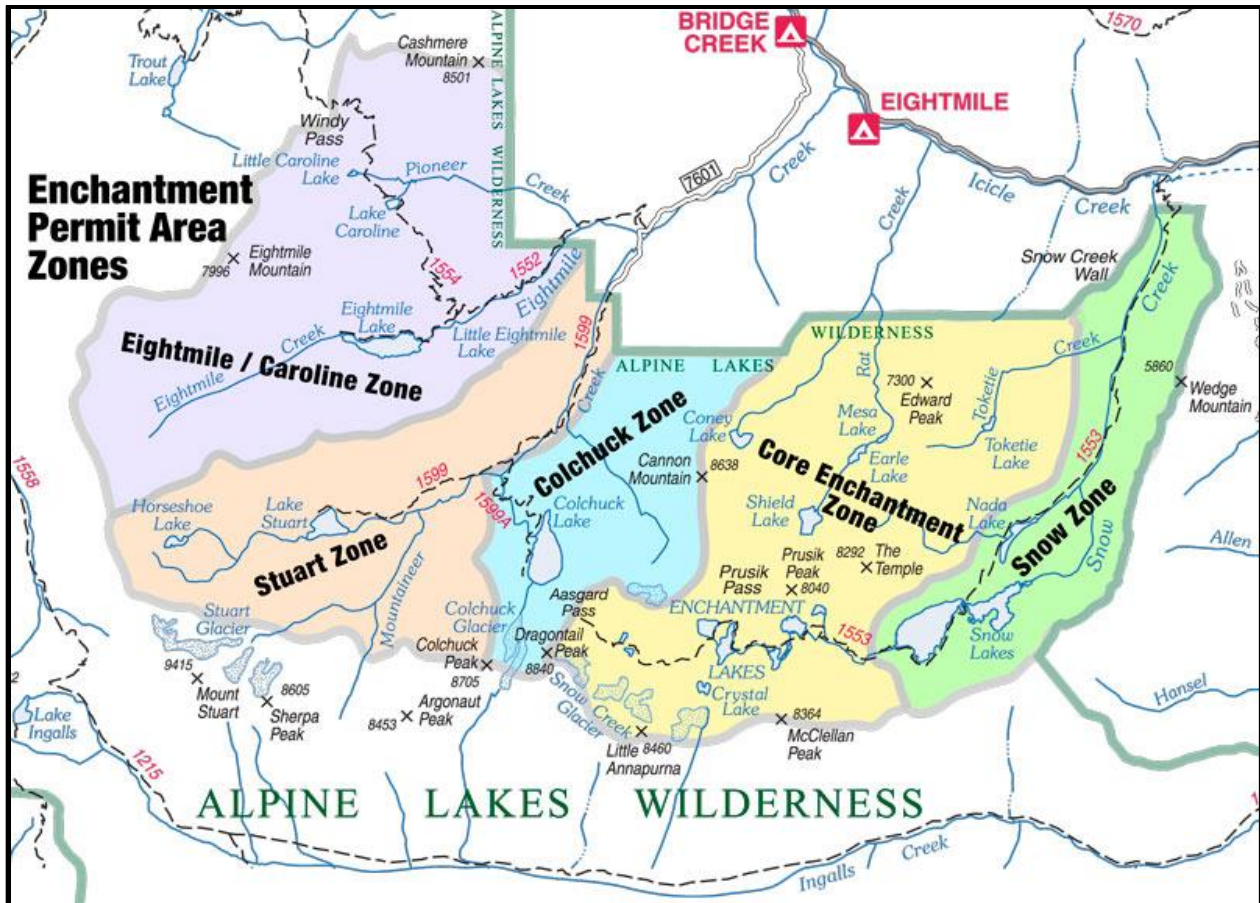 1570
BRIDGE
CREEK
ALPINE LAKES WILDERNESS
Cashmere
Mountain
8501
Trout
Lake
EIGHTMILE
Windy
Pass
Little Caroline
Lake
Pioneer
Creek
7601
Creek
Creek
Icicle
Creek
Enchantment
Permit Area
Zones
Lake
Caroline
Eightmile
Mountain
7996
1554
1552
Eightmile
Snow Creek
Wall
Creek
Eightmile
Lake
Little Eightmile
Lake
Creek
Eightmile
Eightmile / Caroline Zone
1599
Creek
WILDERNESS
ALPINE LAKES
Rat
7300
Edward
Peak
Creek
Toketie
5860
Wedge
Mountain
Coney
Lake
Mesa
Lake
Toketie
Lake
Earle
Lake
Colchuck Zone
Cannon
Mountain
8638
Core Enchantment
Zone
1553
1558
1599
1599A
Horseshoe
Lake
Lake
Stuart
Colchuck
Lake
Shield
Lake
Nada
Lake
Stuart Zone
Snow Zone
Snow
Allen
Mountaineer
Prusik
Pass
Prusik
Peak
8040
8292
The
Temple
Stuart
Glacier
Colchuck
Glacier
Aasgard
Pass
ENCHANTMENT
LAKES
1553
Snow
Lakes
Colchuck
Peak
8705
Dragontail
Peak
8840
9415
Mount
Stuart
8605
Sherpa
Peak
8453
Argonaut
Peak
Snow Creek
Glacier
Crystal
Lake
Hansel
2
Lake
Ingalls
Little
Annapurna
8460
8364
McClellan
Peak
1215
ALPINE LAKES WILDERNESS
Ingalls
Creek